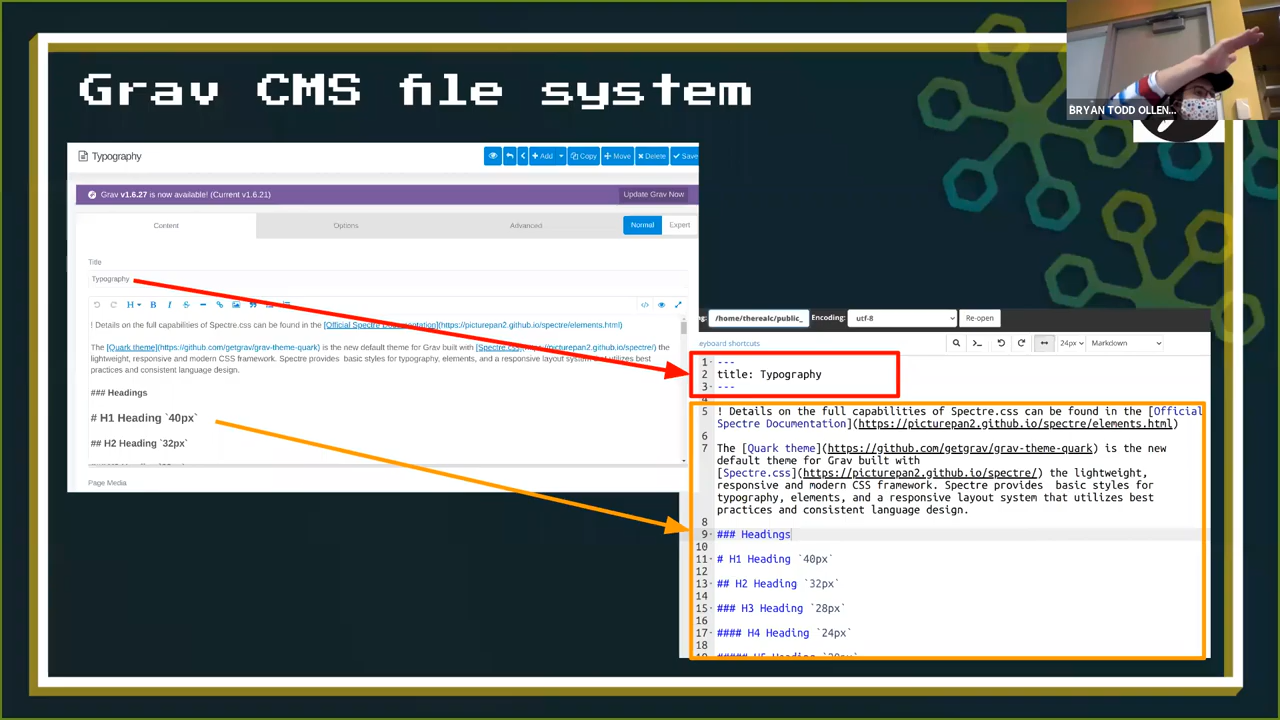 Grav CMS file system
BRYAN TODD OLLEN...
Typography
Add
Copy
Move
Delete
Save
Grav v1.6.27 is now available! (Current v1.6.21)
Update Grav Now
Content
Options
Advanced
Normal
Expert
Title
Typography
H B I S
! Details on the full capabilities of Spectre.css can be found in the [Official Spectre Documentation](https://picturepan2.github.io/spectre/elements.html)
The [Quark theme](https://github.com/getgrav/grav-theme-quark) is the new default theme for Grav built with [Spectre.css](https://picturepan2.github.io/spectre/) the
lightweight, responsive and modern CSS framework. Spectre provides basic styles for typography, elements, and a responsive layout system that utilizes best
practices and consistent language design.
### Headings
# H1 Heading `40px`
## H2 Heading `32px`
Page Media
/home/therealc/public_
Encoding:
utf-8
Re-open
yboard shortcuts
24px
Markdown
1 ---
2 title: Typography
3 ---
5 ! Details on the full capabilities of Spectre.css can be found in the [Official
Spectre Documentation](https://picturepan2.github.io/spectre/elements.html)
6
7 The [Quark theme](https://github.com/getgrav/grav-theme-quark) is the new
default theme for Grav built with
[Spectre.css](https://picturepan2.github.io/spectre/) the lightweight,
responsive and modern CSS framework. Spectre provides basic styles for
typography, elements, and a responsive layout system that utilizes best
practices and consistent language design.
8
9 ### Headings
10
11 # H1 Heading `40px`
12
13 ## H2 Heading `32px`
14
15 ### H3 Heading `28px`
16
17 #### H4 Heading `24px`
18